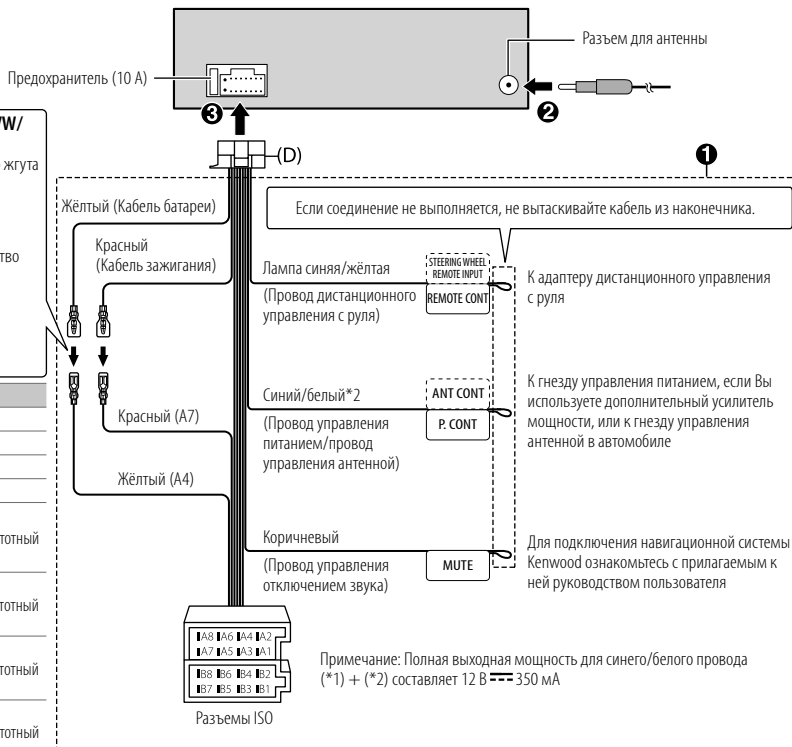 Разъем для антенны
Предохранитель (10 А)
❸
❷
/W/
жгута
тво
(D)
❶
Жёлтый (Кабель батареи)
Если соединение не выполняется, не вытаскивайте кабель из наконечника.
Красный
(Кабель зажигания)
Лампа синяя/жёлтая
(Провод дистанционного
управления с руля)
STEERING WHEEL
REMOTE INPUT
REMOTE CONT
К адаптеру дистанционного управления
с руля
Синий/белый*2
(Провод управления
питанием/провод
управления антенной)
ANT CONT
P. CONT
К гнезду управления питанием, если Вы
используете дополнительный усилитель
мощности, или к гнезду управления
антенной в автомобиле
Красный (A7)
Жёлтый (A4)
Коричневый
(Провод управления
отключением звука)
MUTE
Для подключения навигационной системы
Kenwood ознакомьтесь с прилагаемым к
ней руководством пользователя
тотный
тотный
тотный
тотный
A8 A6 A4 A2
A7 A5 A3 A1
B8 B6 B4 B2
B7 B5 B3 B1
Разъемы ISO
Примечание: Полная выходная мощность для синего/белого провода
(*1) + (*2) составляет 12 В ⎓ 350 мА